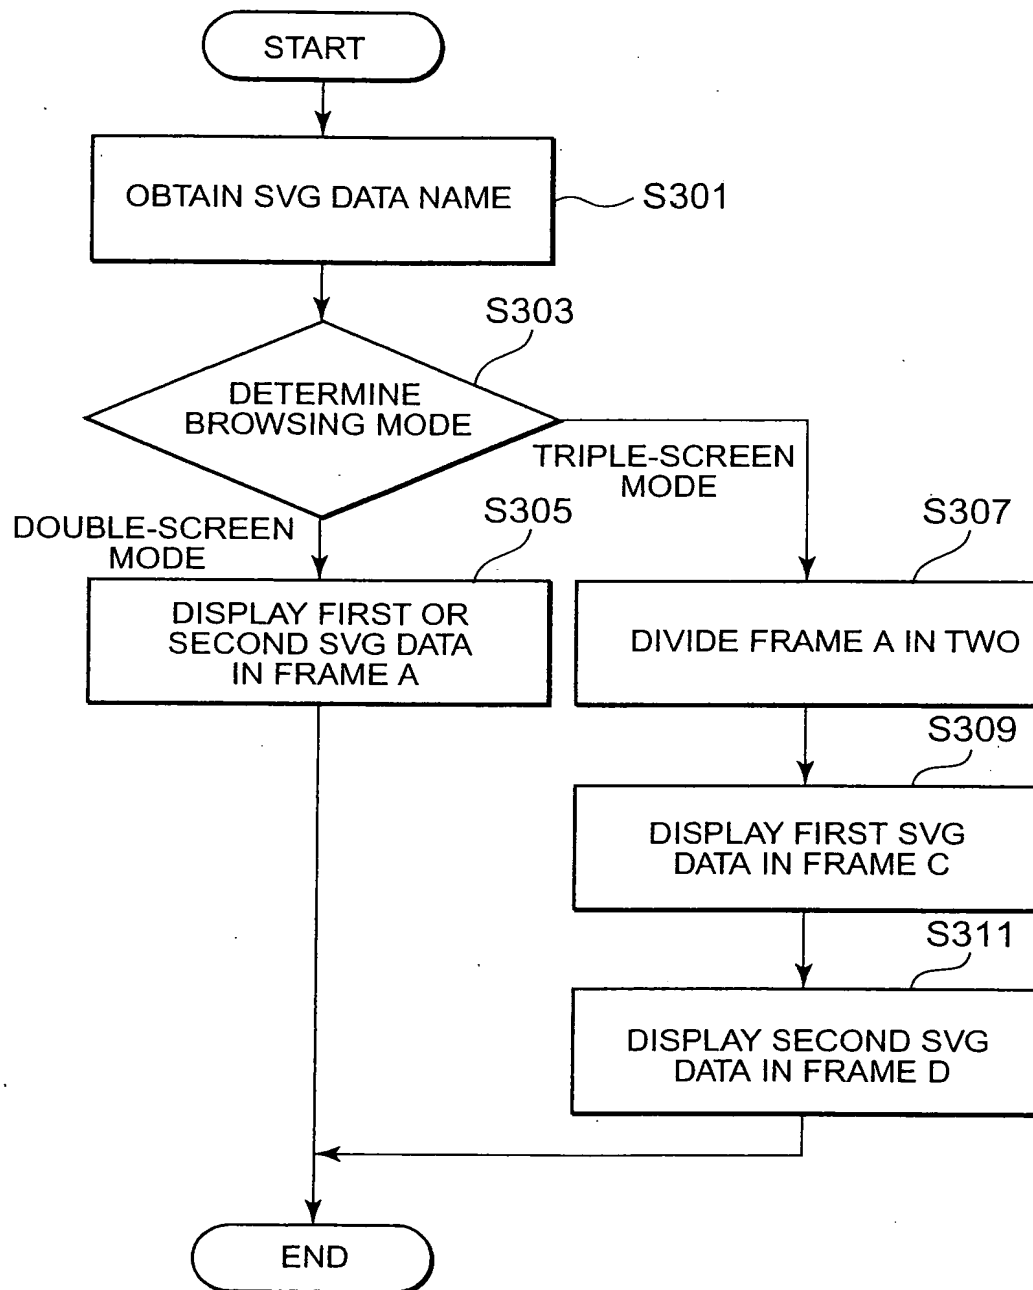 START
OBTAIN SVG DATA NAME
S301
S303
DETERMINE
BROWSING MODE
TRIPLE-SCREEN
MODE
DOUBLE-SCREEN
MODE
S305
DISPLAY FIRST OR
SECOND SVG DATA
IN FRAME A
S307
DIVIDE FRAME A IN TWO
S309
DISPLAY FIRST SVG
DATA IN FRAME C
S311
DISPLAY SECOND SVG
DATA IN FRAME D
END